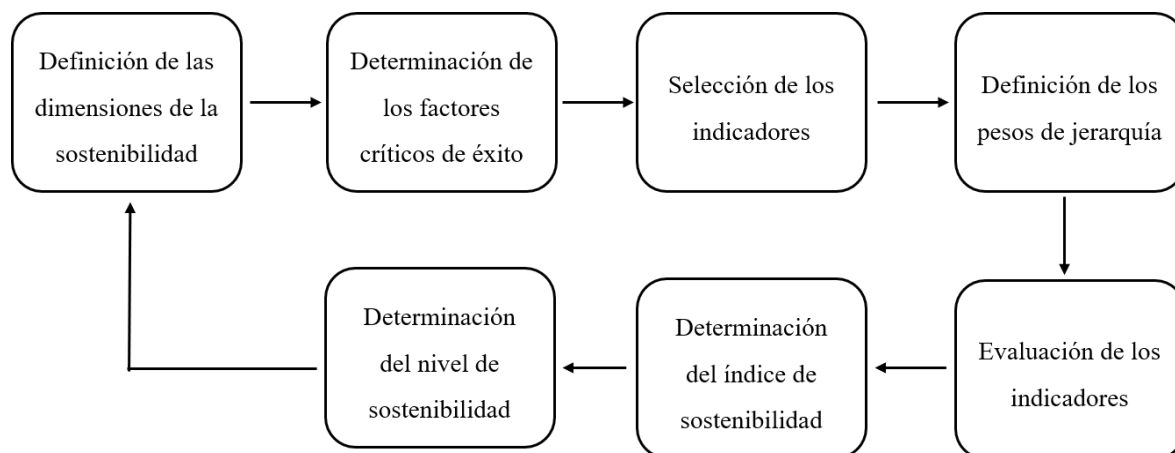 Definición de las
dimensiones de la
sostenibilidad
Determinación de
los factores
críticos de éxito
Selección de los
indicadores
Definición de los
pesos de jerarquía
Evaluación de los
indicadores
Determinación
del índice de
sostenibilidad
Determinación
del nivel de
sostenibilidad